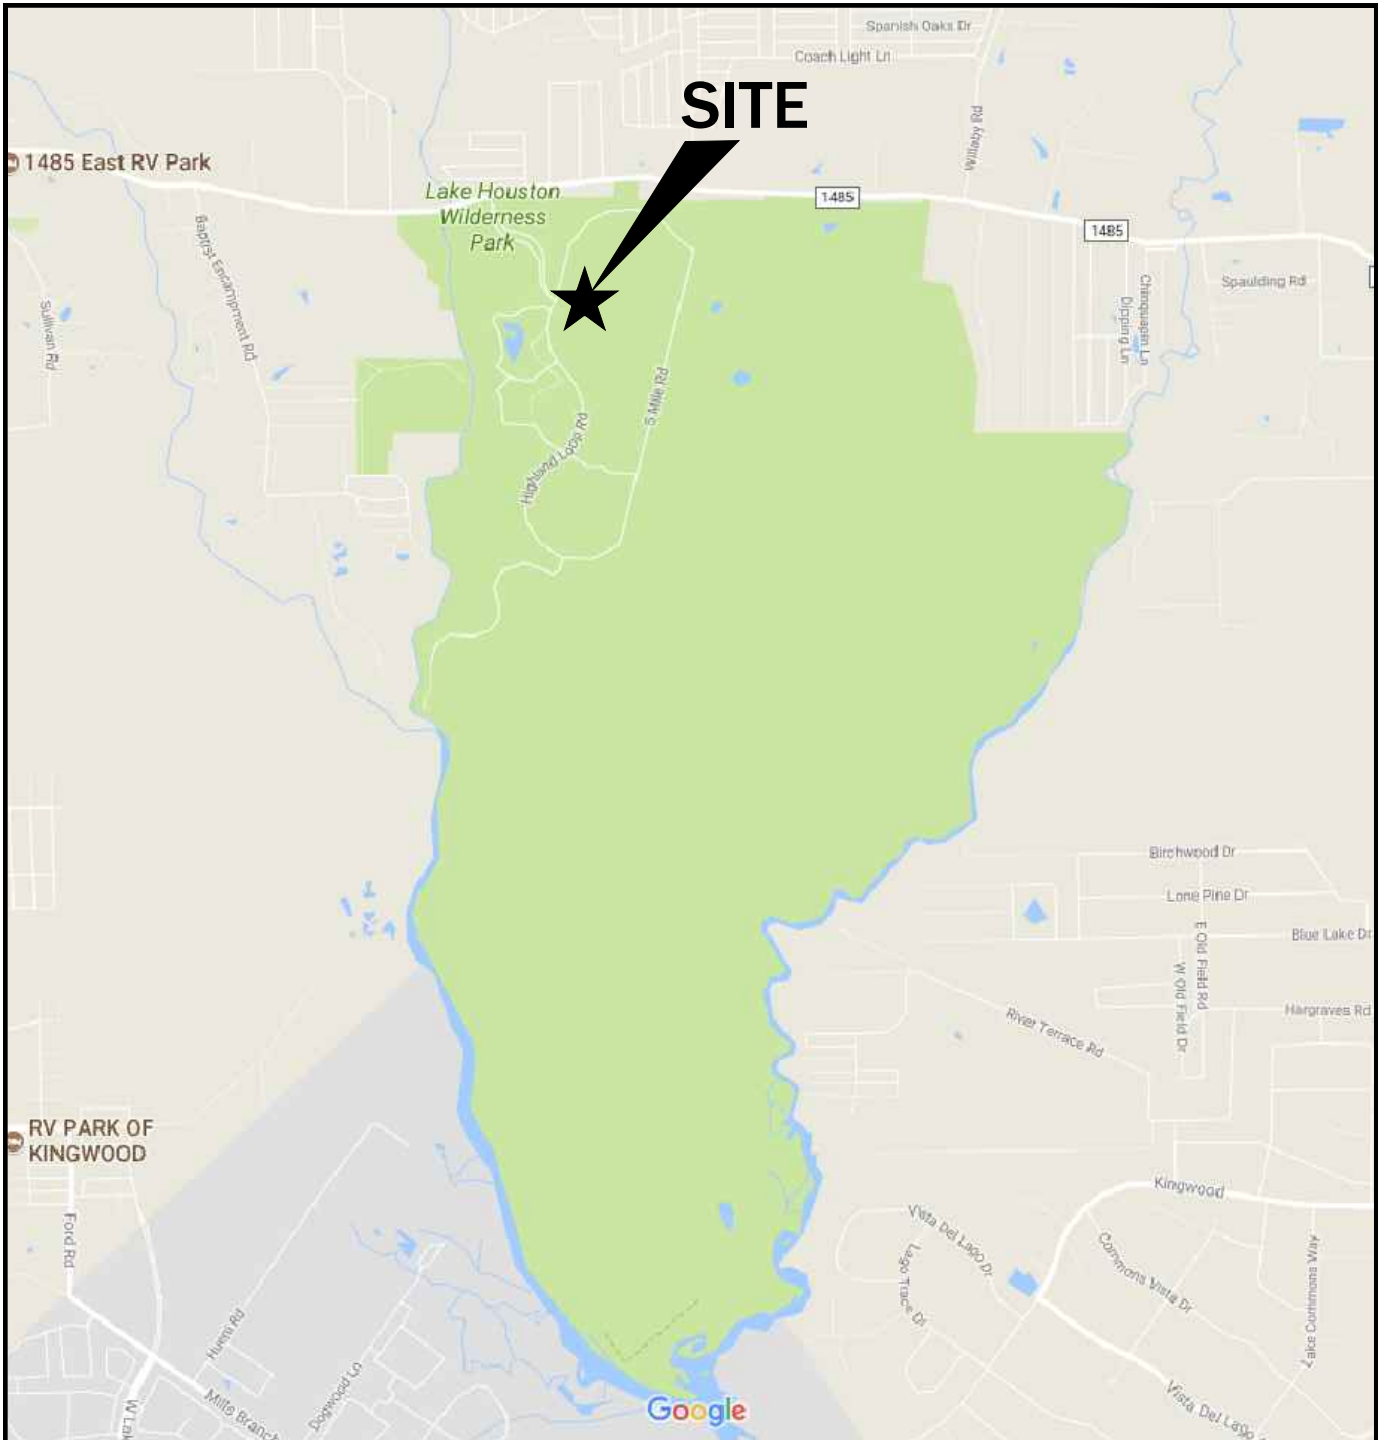 Spanish Oaks Dr
Coach Light Ln
SITE
Willaby Rd
1485 East RV Park
Lake Houston
Wilderness
Park
1485
1485
Baptist Encampment Rd
Spaulding Rd
Chinquapin Ln
Dipping Ln
Sullivan Rd
5 Mile Rd
Highland Loop Rd
Birchwood Dr
Lone Pine Dr
E Old Field Rd
Blue Lake Dr
W Old Field Dr
Hargraves Rd
River Terrace Rd
RV PARK OF
KINGWOOD
Kingwood
Ford Rd
Vista Del Lago Dr
Lago Trace Dr
Commons Vista Dr
Lake Commons Way
Hueni Rd
Dogwood Ln
Mills Branch
W Lak
Vista Del Lago
Google